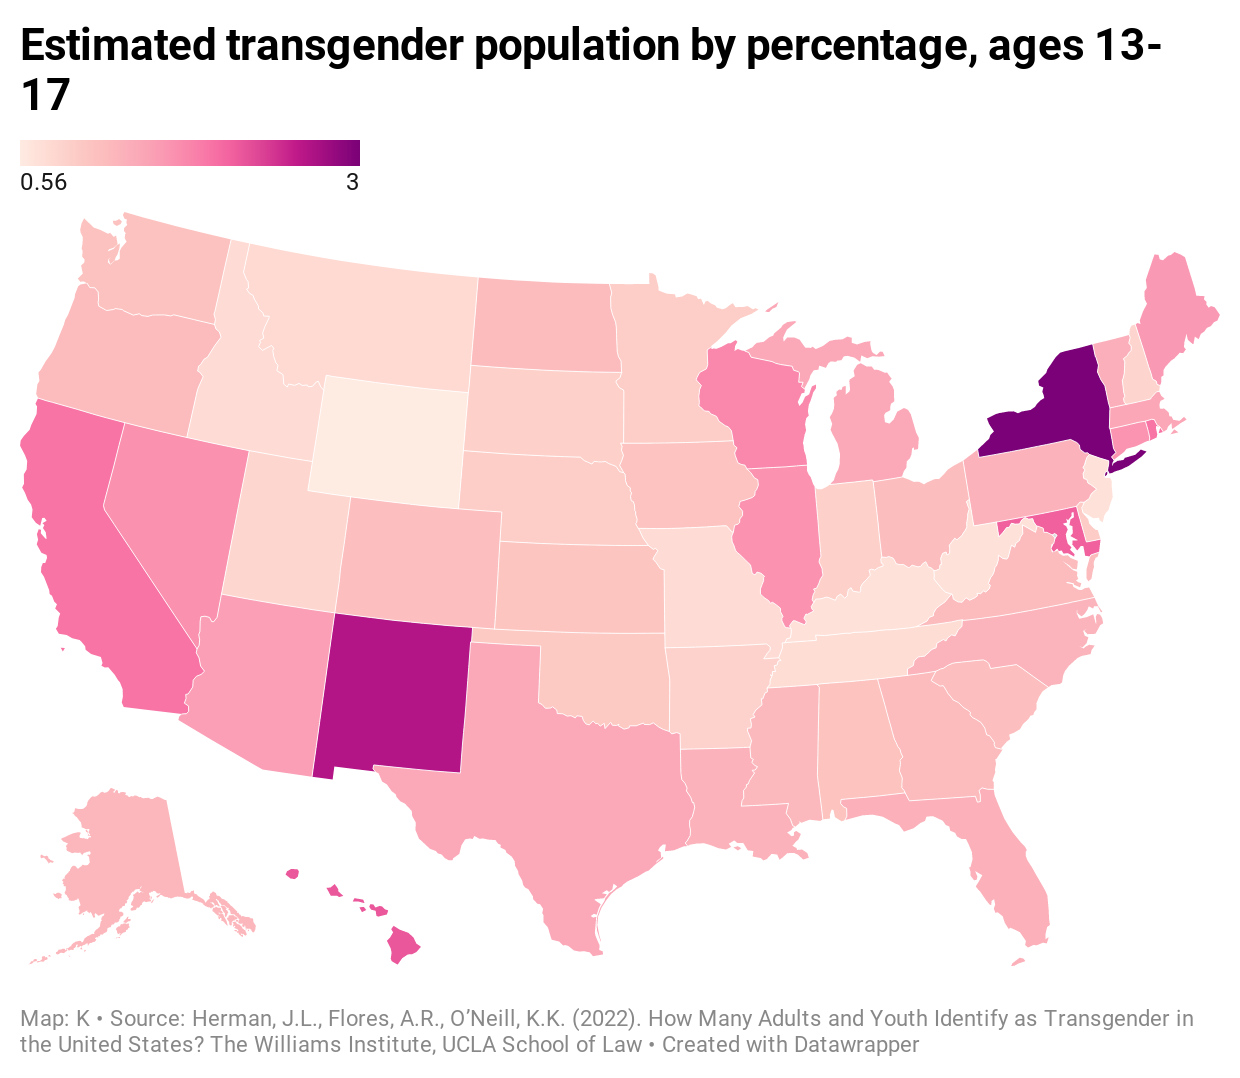 Estimated transgender population by percentage, ages 13-
17
0.56 3
Map: K • Source: Herman, J.L., Flores, A.R., O’Neill, K.K. (2022). How Many Adults and Youth Identify as Transgender in
the United States? The Williams Institute, UCLA School of Law • Created with Datawrapper